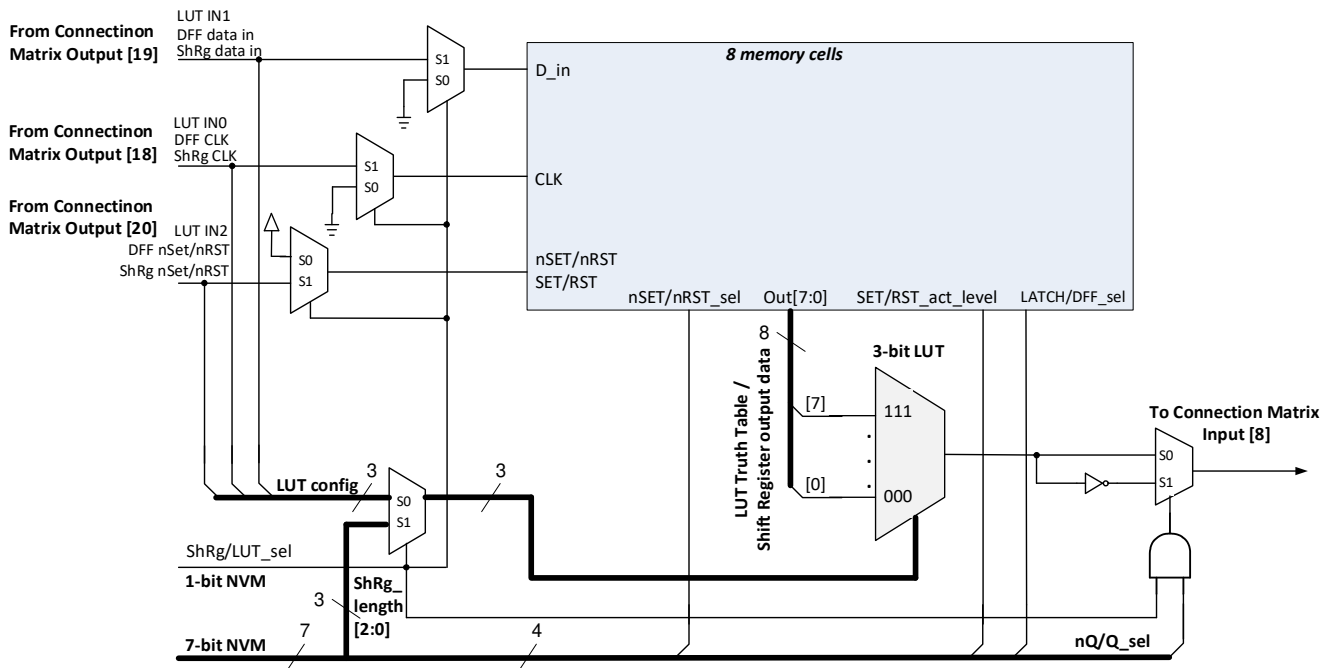 From Connectinon
Matrix Output [19]
LUT IN1
DFF data in
ShRg data in
S1
S0
D_in
8 memory cells
From Connectinon
Matrix Output [18]
LUT IN0
DFF CLK
ShRg CLK
S1
S0
CLK
From Connectinon
Matrix Output [20]
LUT IN2
DFF nSet/nRST
ShRg nSet/nRST
S0
S1
nSET/nRST
SET/RST
nSET/nRST_sel
Out[7:0]
SET/RST_act_level
LATCH/DFF_sel
LUT Truth Table /
Shift Register output data
8
3-bit LUT
[7]
111
[0]
000
To Connection Matrix
Input [8]
S0
S1
LUT config
3
3
S0
S1
ShRg/LUT_sel
1-bit NVM
3
ShRg_
length
[2:0]
7-bit NVM
7
4
nQ/Q_sel